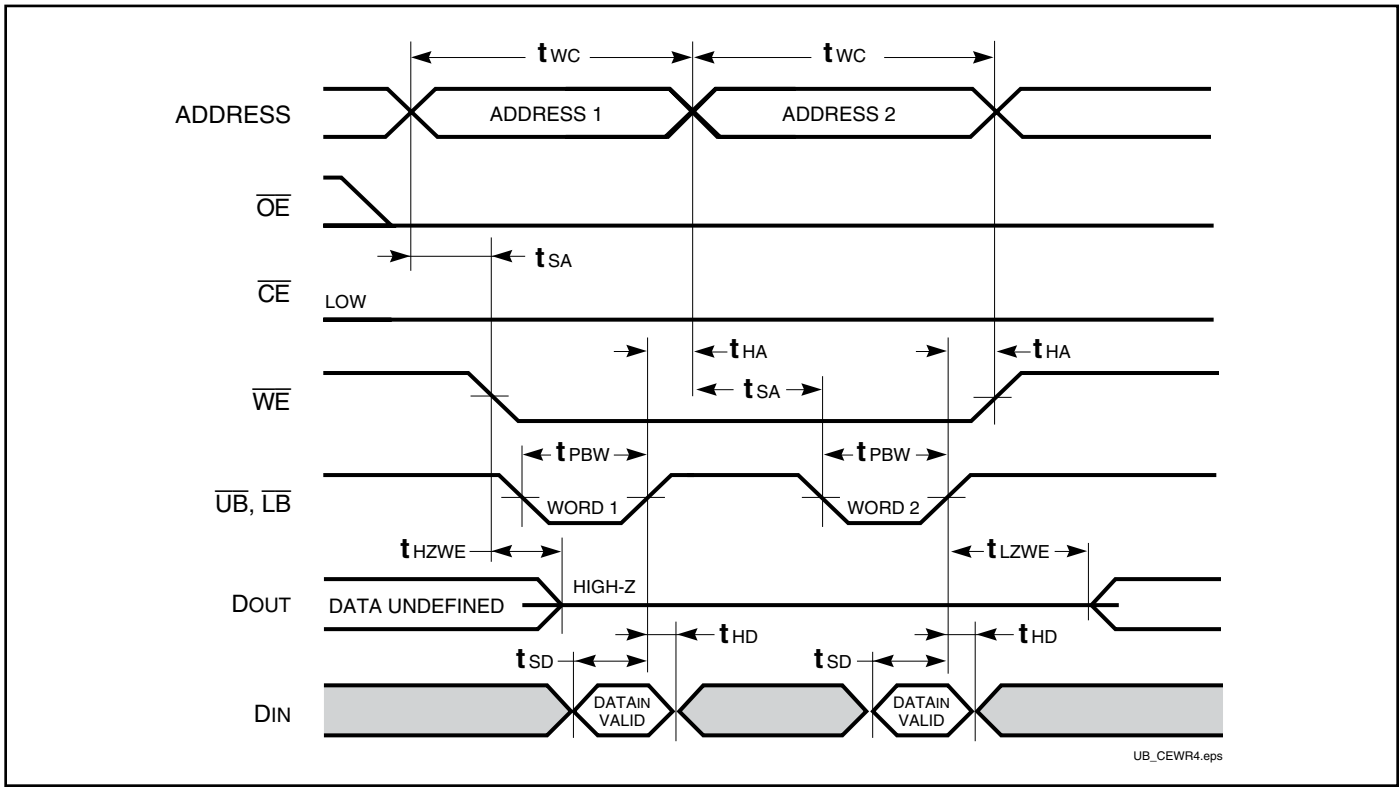 tWC tWC
ADDRESS ADDRESS 1 ADDRESS 2
OE
tSA
CE LOW
tHA tHA
WE tSA
tPBW tPBW
UB, LB WORD 1 WORD 2
tHZWE tLZWE
DOUT DATA UNDEFINED HIGH-Z
tHD tHD
tSD tSD
DIN DATAIN VALID DATAIN VALID
UB_CEWR4.eps